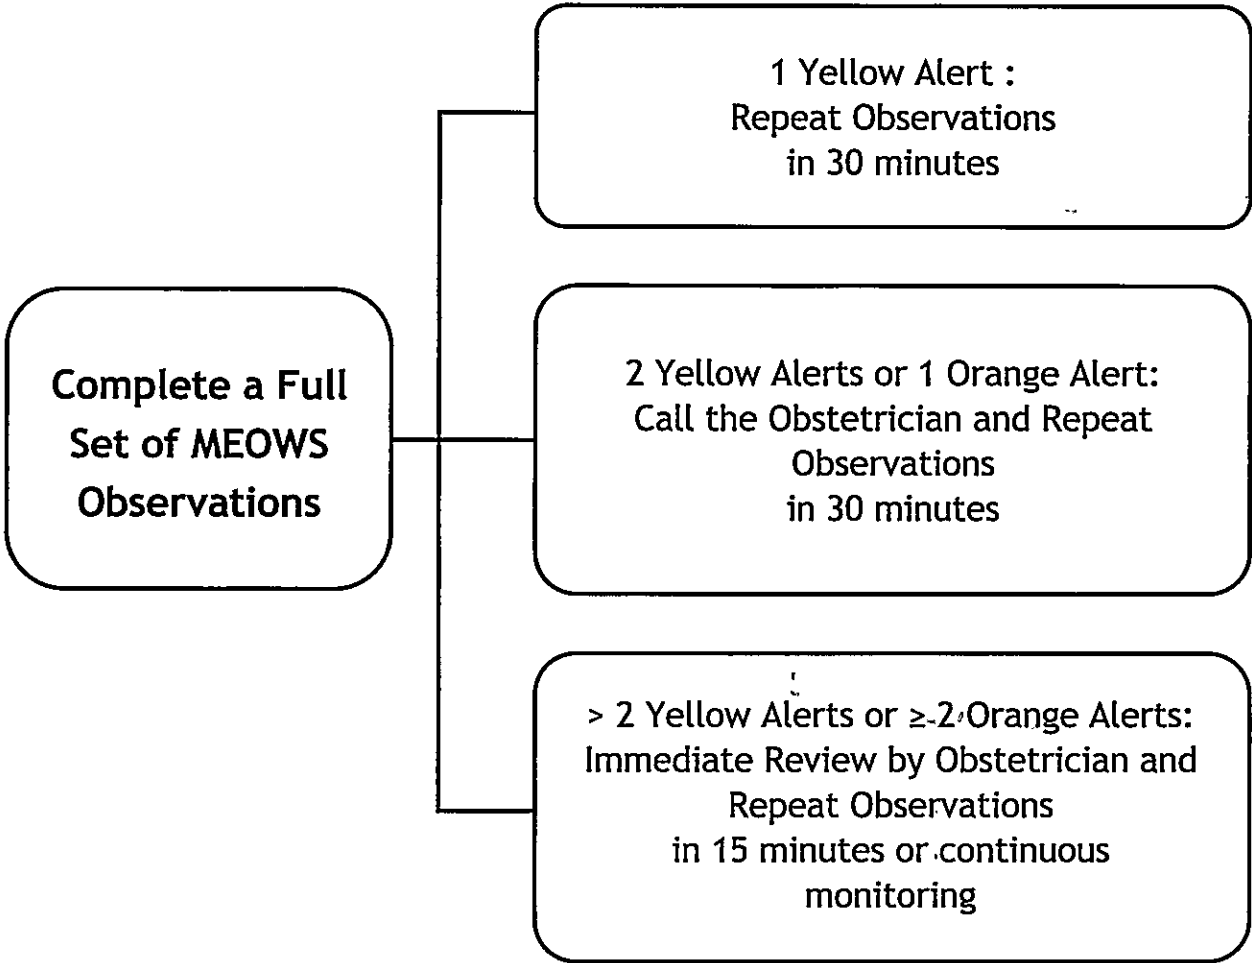 1 Yellow Alert :
Repeat Observations
in 30 minutes
Complete a Full
Set of MEOWS
Observations
2 Yellow Alerts or 1 Orange Alert:
Call the Obstetrician and Repeat
Observations
in 30 minutes
> 2 Yellow Alerts or ≥ 2 Orange Alerts:
Immediate Review by Obstetrician and
Repeat Observations
in 15 minutes or continuous
monitoring